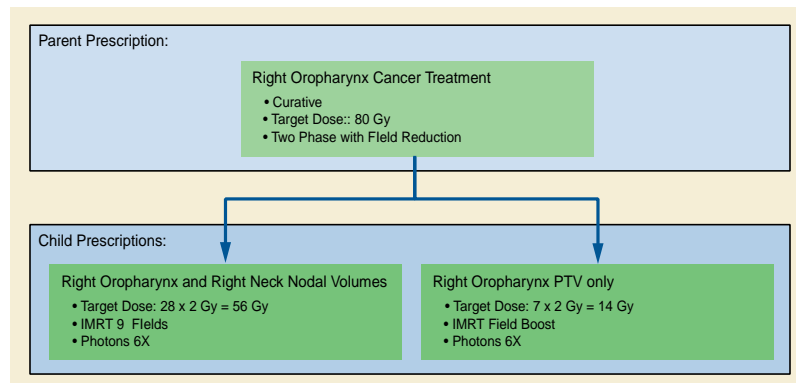 Parent Prescription:
Right Oropharynx Cancer Treatment
• Curative
• Target Dose:: 80 Gy
• Two Phase with FIeld Reduction
Child Prescriptions:
Right Oropharynx and Right Neck Nodal Volumes
• Target Dose: 28 x 2 Gy = 56 Gy
• IMRT 9 FIelds
• Photons 6X
Right Oropharynx PTV only
• Target Dose: 7 x 2 Gy = 14 Gy
• IMRT Field Boost
• Photons 6X